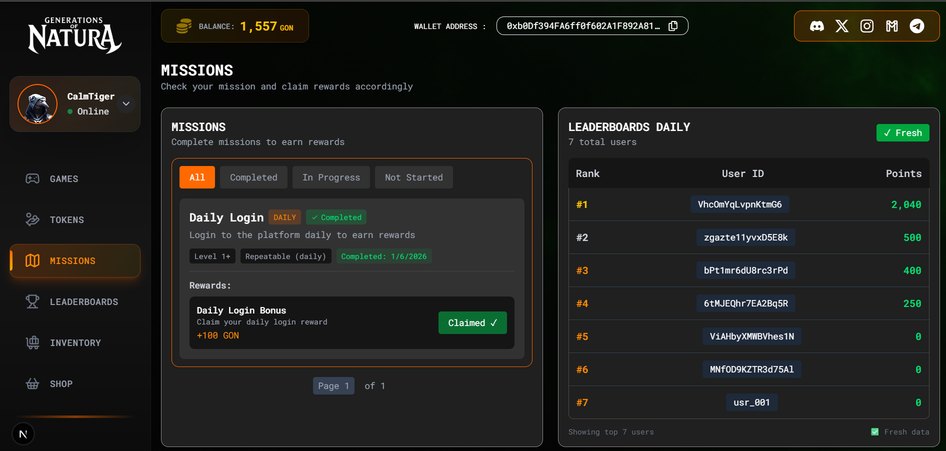 GENERATIONS
OF
NATURA
BALANCE: 1,557 GON
WALLET ADDRESS : 0xb0Df394FA6ff0f602A1F892A81...
CalmTiger
Online
GAMES
TOKENS
MISSIONS
LEADERBOARDS
INVENTORY
SHOP
N
MISSIONS
Check your mission and claim rewards accordingly
MISSIONS
Complete missions to earn rewards
All Completed In Progress Not Started
Daily Login DAILY ✓ Completed
Login to the platform daily to earn rewards
Level 1+ Repeatable (daily) Completed: 1/6/2026
Rewards:
Daily Login Bonus
Claim your daily login reward
+100 GON
Claimed ✓
Page 1 of 1
LEADERBOARDS DAILY
7 total users
✓ Fresh
Rank User ID Points
#1 VhcOmYqLvpnKtmG6 2,040
#2 zgazte11yvxD5E8k 500
#3 bPt1mr6dU8rc3rPd 400
#4 6tMJEQhr7EA2Bq5R 250
#5 ViAHbyXMWBVhes1N 0
#6 MNfOD9KZTR3d75Al 0
#7 usr_001 0
Showing top 7 users
✅ Fresh data